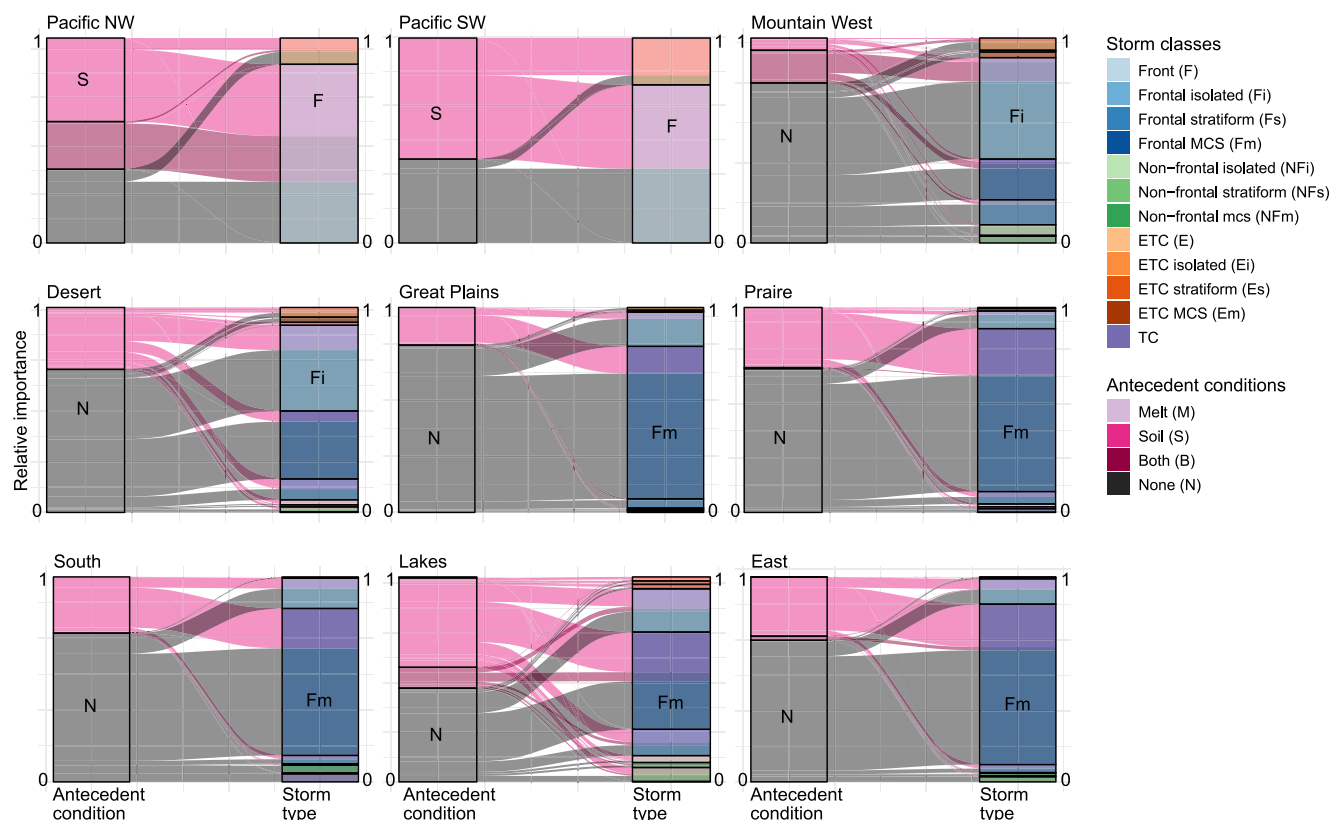 Pacific NW
Pacific SW
Mountain West
1
S
F
0
1
0
S
F
1
0
1
N
Fi
0
1
0
Storm classes
Front (F)
Frontal isolated (Fi)
Frontal stratiform (Fs)
Frontal MCS (Fm)
Non-frontal isolated (NFi)
Non-frontal stratiform (NFs)
Non-frontal mcs (NFm)
ETC (E)
ETC isolated (Ei)
ETC stratiform (Es)
ETC MCS (Em)
TC
Antecedent conditions
Melt (M)
Soil (S)
Both (B)
None (N)
Relative importance
Desert
Great Plains
Praire
1
N
Fi
0
1
0
N
Fm
1
0
N
Fm
South
Lakes
East
1
N
Fm
0
1
0
N
Fm
1
0
N
Fm
Antecedent
condition
Storm
type
Antecedent
condition
Storm
type
Antecedent
condition
Storm
type